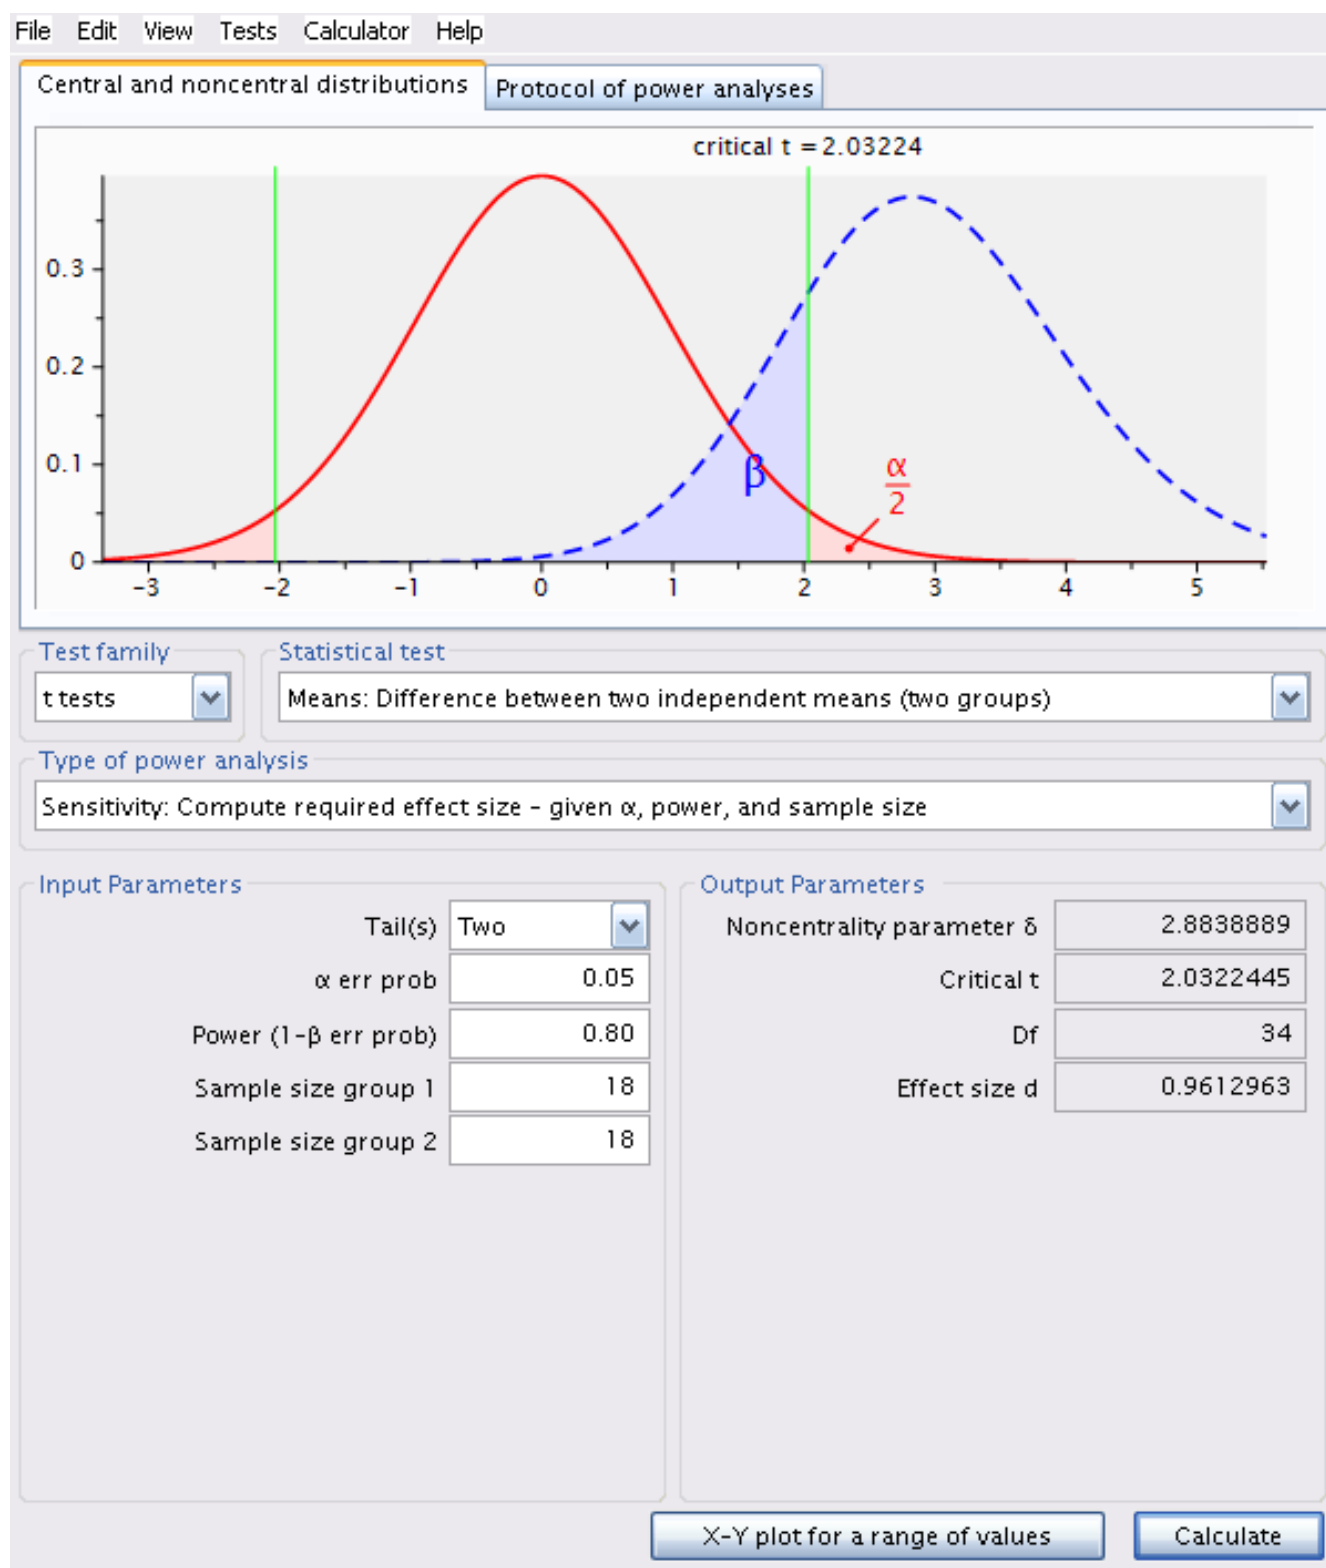 File Edit View Tests Calculator Help
Central and noncentral distributions Protocol of power analyses
critical t = 2.03224
0.3
0.2
0.1
0
β
α
2
-3 -2 -1 0 1 2 3 4 5
Test family Statistical test
t tests Means: Difference between two independent means (two groups)
Type of power analysis
Sensitivity: Compute required effect size – given α, power, and sample size
Input Parameters
Tail(s) Two
α err prob 0.05
Power (1-β err prob) 0.80
Sample size group 1 18
Sample size group 2 18
Output Parameters
Noncentrality parameter δ 2.8838889
Critical t 2.0322445
Df 34
Effect size d 0.9612963
X-Y plot for a range of values Calculate